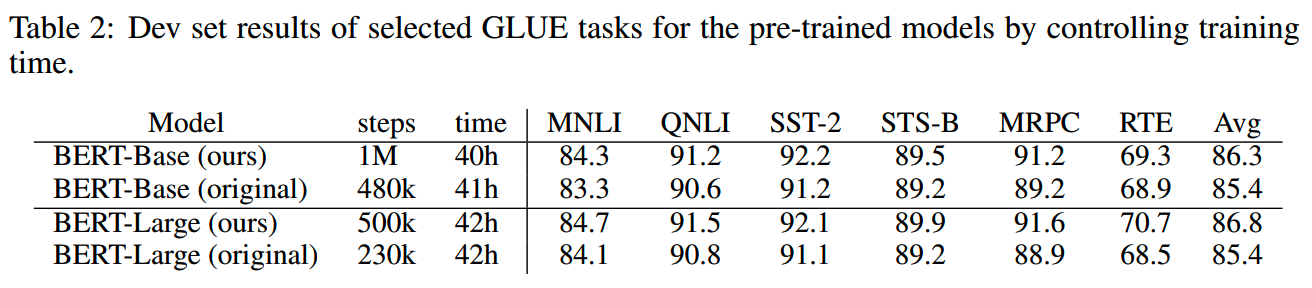 Table 2: Dev set results of selected GLUE tasks for the pre-trained models by controlling training
time.
Model steps time MNLI QNLI SST-2 STS-B MRPC RTE Avg
BERT-Base (ours) 1M 40h 84.3 91.2 92.2 89.5 91.2 69.3 86.3
BERT-Base (original) 480k 41h 83.3 90.6 91.2 89.2 89.2 68.9 85.4
BERT-Large (ours) 500k 42h 84.7 91.5 92.1 89.9 91.6 70.7 86.8
BERT-Large (original) 230k 42h 84.1 90.8 91.1 89.2 88.9 68.5 85.4